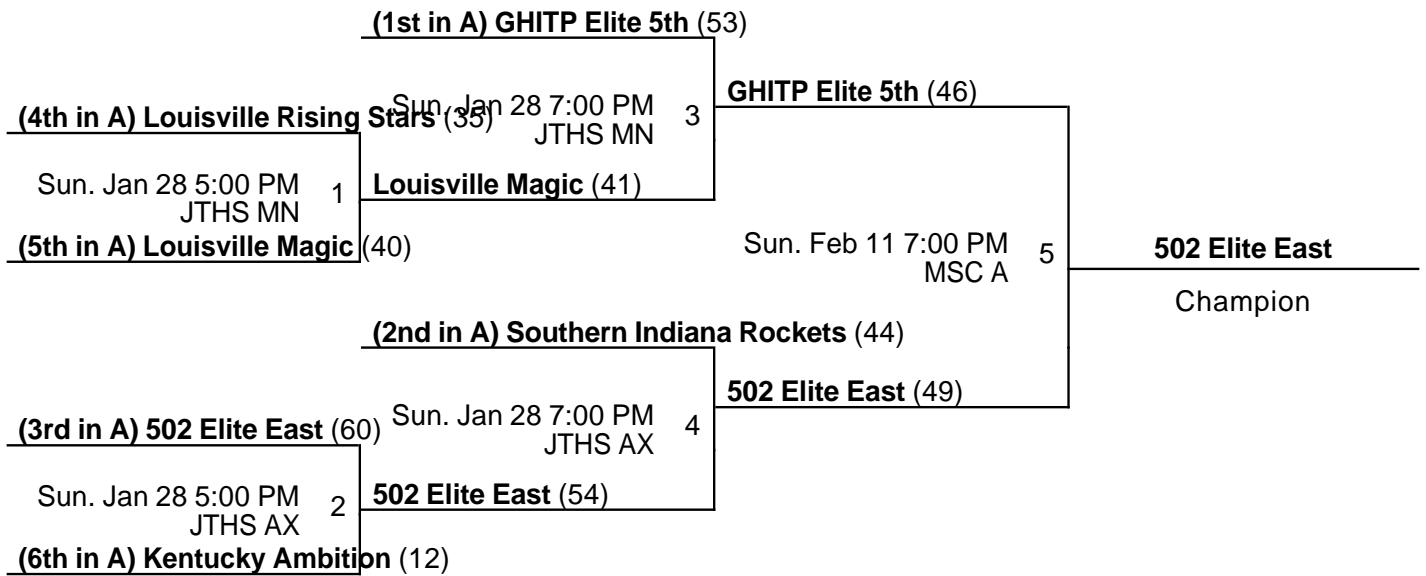 (1st in A) GHITP Elite 5th (53)
Sun. Jan 28 7:00 PM
JTHS MN
3
GHITP Elite 5th (46)
(4th in A) Louisville Rising Stars (35)
Sun. Jan 28 5:00 PM
JTHS MN
1
Louisville Magic (41)
(5th in A) Louisville Magic (40)
Sun. Feb 11 7:00 PM
MSC A
5
502 Elite East
Champion
(2nd in A) Southern Indiana Rockets (44)
Sun. Jan 28 7:00 PM
JTHS AX
4
502 Elite East (49)
(3rd in A) 502 Elite East (60)
Sun. Jan 28 5:00 PM
JTHS AX
2
502 Elite East (54)
(6th in A) Kentucky Ambition (12)